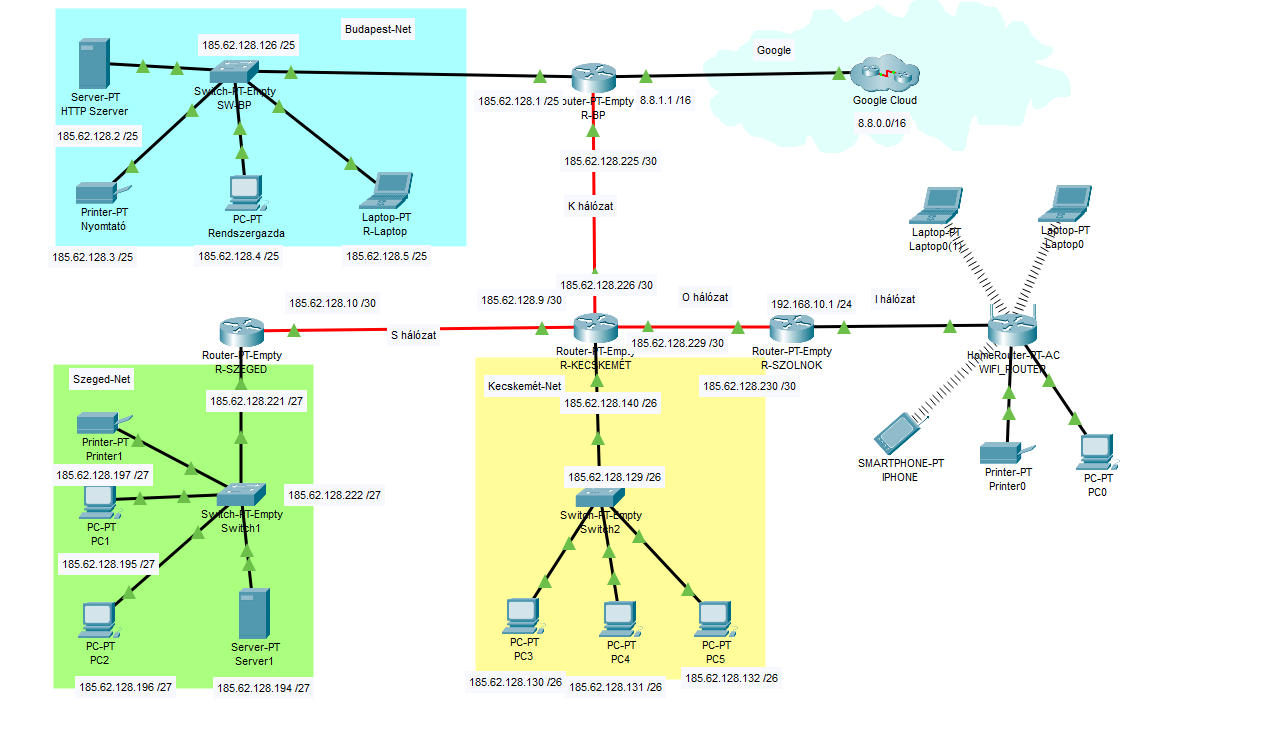 Budapest-Net
185.62.128.126 /25
Server-PT
HTTP Szerver
Switch-PT-Empty
SW-BP
185.62.128.2 /25
Printer-PT
Nyomtató
PC-PT
Rendszergazda
Laptop-PT
R-Laptop
185.62.128.3 /25
185.62.128.4 /25
185.62.128.5 /25
185.62.128.1 /25
outer-PT-Empty
R-BP
8.8.1.1 /16
Google
Google Cloud
8.8.0.0/16
185.62.128.225 /30
K hálózat
185.62.128.226 /30
185.62.128.10 /30
185.62.128.9 /30
O hálózat
192.168.10.1 /24
I hálózat
S hálózat
Router-PT-Empty
R-SZEGED
Router-PT-Empty
R-KECSKEMÉT
185.62.128.229 /30
Router-PT-Empty
R-SZOLNOK
185.62.128.230 /30
Laptop-PT
Laptop0(1)
Laptop-PT
Laptop0
HomeRouter-PT-AC
WIFI_ROUTER
SMARTPHONE-PT
IPHONE
Printer-PT
Printer0
PC-PT
PC0
Szeged-Net
185.62.128.221 /27
Printer-PT
Printer1
185.62.128.197 /27
PC-PT
PC1
Switch-PT-Empty
Switch1
185.62.128.222 /27
185.62.128.195 /27
PC-PT
PC2
Server-PT
Server1
185.62.128.196 /27
185.62.128.194 /27
Kecskemét-Net
185.62.128.140 /26
185.62.128.129 /26
Switch-PT-Empty
Switch2
PC-PT
PC3
PC-PT
PC4
PC-PT
PC5
185.62.128.130 /26
185.62.128.131 /26
185.62.128.132 /26